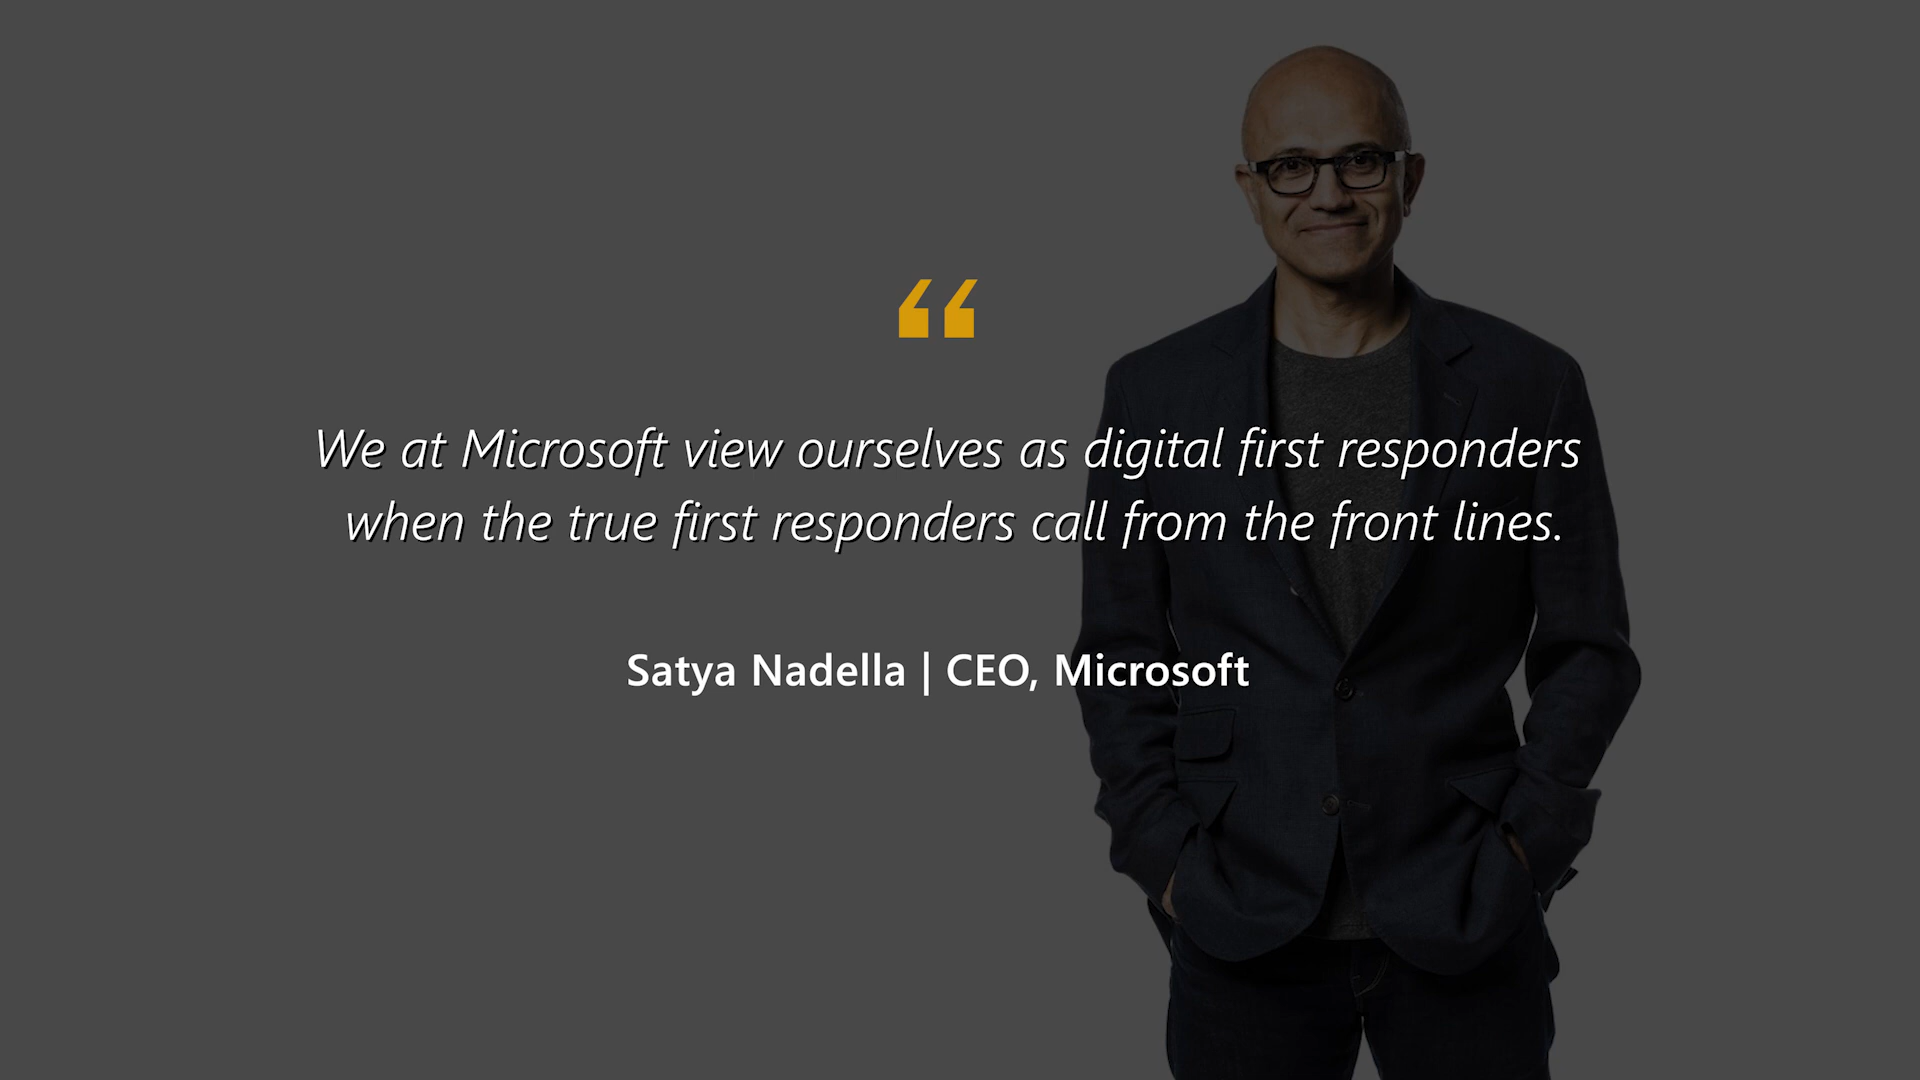 “
We at Microsoft view ourselves as digital first responders
when the true first responders call from the front lines.
Satya Nadella | CEO, Microsoft